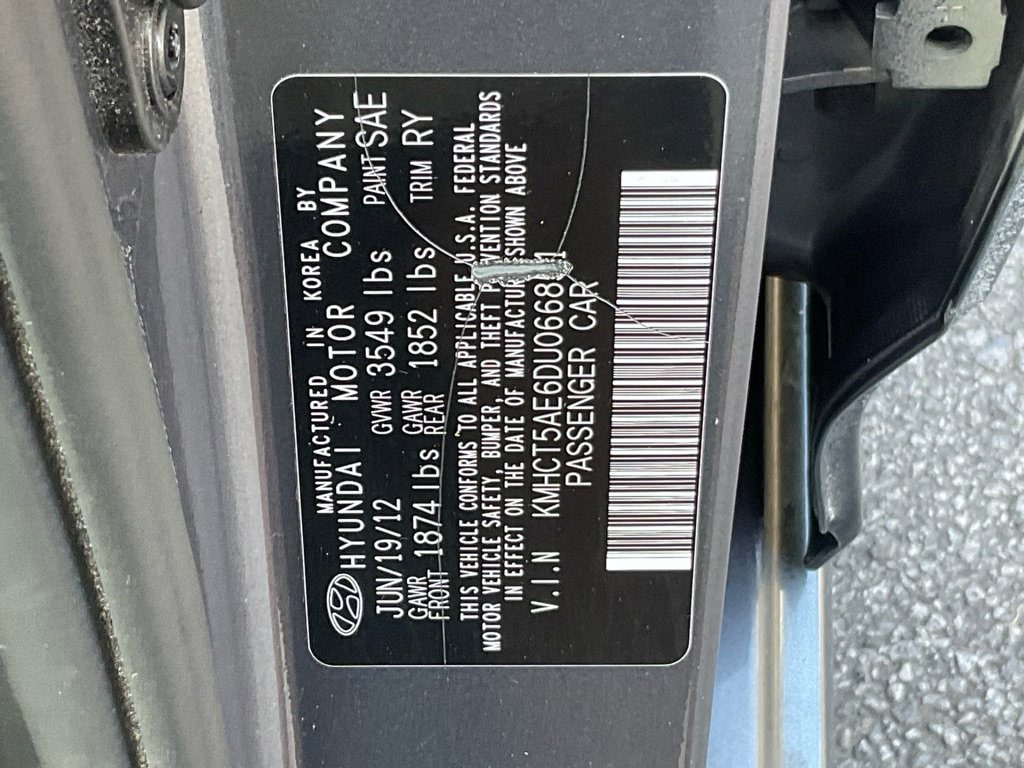 MANUFACTURED IN KOREA BY
HYUNDAI MOTOR COMPANY
JUN/19/12 GVWR 3549 lbs PAINT SAE
GAWR FRONT 1874 lbs GAWR REAR 1852 lbs TRIM RY
THIS VEHICLE CONFORMS TO ALL APPLICABLE U.S.A. FEDERAL
MOTOR VEHICLE SAFETY, BUMPER, AND THEFT PREVENTION STANDARDS
IN EFFECT ON THE DATE OF MANUFACTURE SHOWN ABOVE
V.I.N
PASSENGER CAR